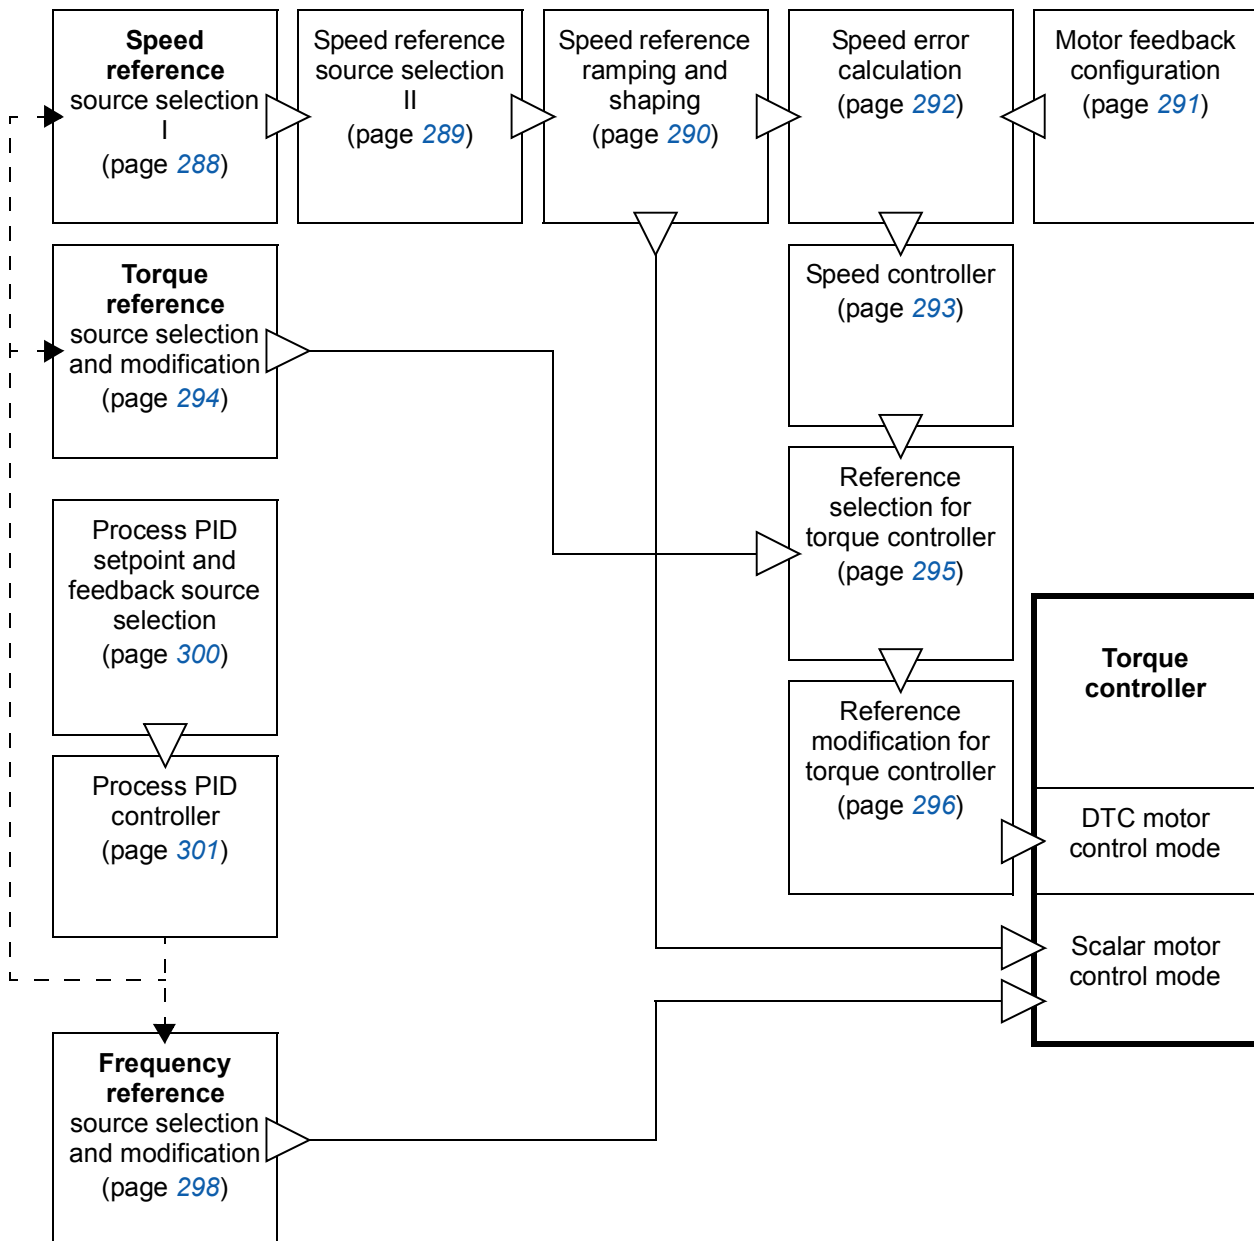 Speed
reference
source selection
I
(page 288)
Speed reference
source selection
II
(page 289)
Speed reference
ramping and
shaping
(page 290)
Speed error
calculation
(page 292)
Motor feedback
configuration
(page 291)
Torque
reference
source selection
and modification
(page 294)
Speed controller
(page 293)
Process PID
setpoint and
feedback source
selection
(page 300)
Reference
selection for
torque controller
(page 295)
Torque
controller
Process PID
controller
(page 301)
Reference
modification for
torque controller
(page 296)
DTC motor
control mode
Scalar motor
control mode
Frequency
reference
source selection
and modification
(page 298)